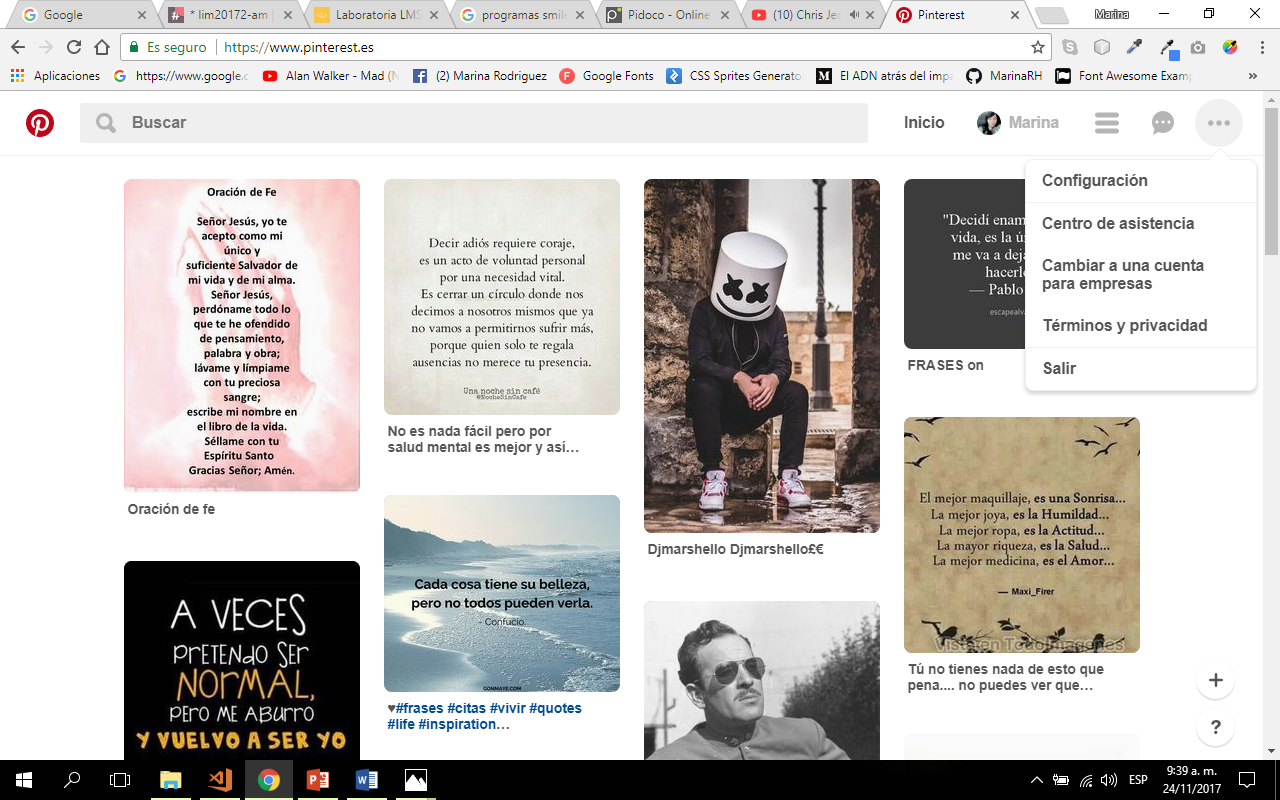 Google
* lim20172-am
Laboratoria LMS
programas smile
Pidoco - Online
(10) Chris Jec
Pinterest
Marina
Es seguro
https://www.pinterest.es
Aplicaciones
https://www.google.c
Alan Walker - Mad (N
(2) Marina Rodriguez
Google Fonts
CSS Sprites Generato
El ADN atrás del impa
MarinaRH
Font Awesome Exam
»
Buscar
Inicio
Marina
Configuración
Centro de asistencia
Cambiar a una cuenta
para empresas
Términos y privacidad
Salir
Oración de Fe
Señor Jesús, yo te
acepto como mi
único y
suficiente Salvador de
mi vida y de mi alma.
Señor Jesús,
perdóname todo lo
que te he ofendido
de pensamiento,
palabra y obra;
lávame y límpiame
con tu preciosa
sangre;
escribe mi nombre en
el libro de la vida.
Séllame con tu
Espíritu Santo
Gracias Señor; Amén.
Oración de fe
A VECES
PRETENDO SER
NORMAL,
PERO ME ABURRO
Y VUELVO A SER YO
Decir adiós requiere coraje,
es un acto de voluntad personal
por una necesidad vital.
Es cerrar un círculo donde nos
decimos a nosotros mismos que ya
no vamos a permitirnos sufrir más,
porque quien solo te regala
ausencias no merece tu presencia.
Una noche sin café
@NocheSinCafe
No es nada fácil pero por
salud mental es mejor y así…
Cada cosa tiene su belleza,
pero no todos pueden verla.
- Confucio.
GONMAYE.COM
♥#frases #citas #vivir #quotes
#life #inspiration…
Djmarshello Djmarshello£€
"Decidí enam
vida, es la ú
me va a deja
hacerl
— Pablo
escapealv
FRASES on
El mejor maquillaje, es una Sonrisa...
La mejor joya, es la Humildad...
La mejor ropa, es la Actitud...
La mayor riqueza, es la Salud...
La mejor medicina, es el Amor...
— Maxi_Firer
Visto en TodoImagenes
Tú no tienes nada de esto que
pena.... no puedes ver que…
+
?
ESP
9:39 a. m.
24/11/2017